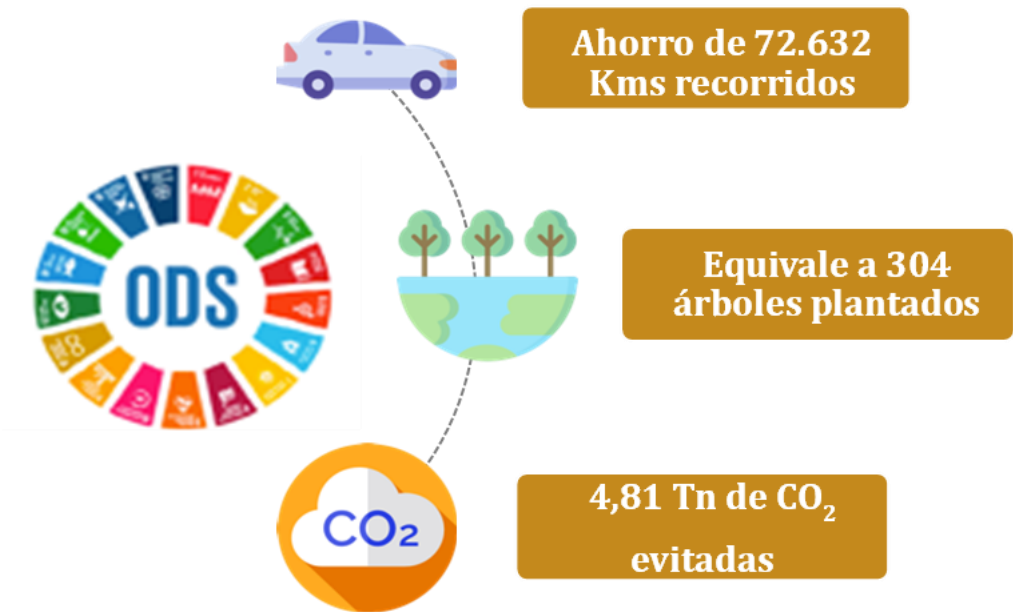 Ahorro de 72.632
Kms recorridos
ODS
Equivale a 304
árboles plantados
CO2
4,81 Tn de CO₂
evitadas